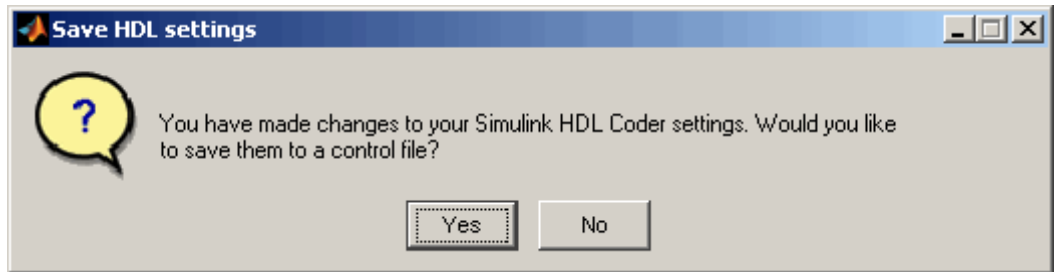 Save HDL settings
?
You have made changes to your Simulink HDL Coder settings. Would you like
to save them to a control file?
Yes No